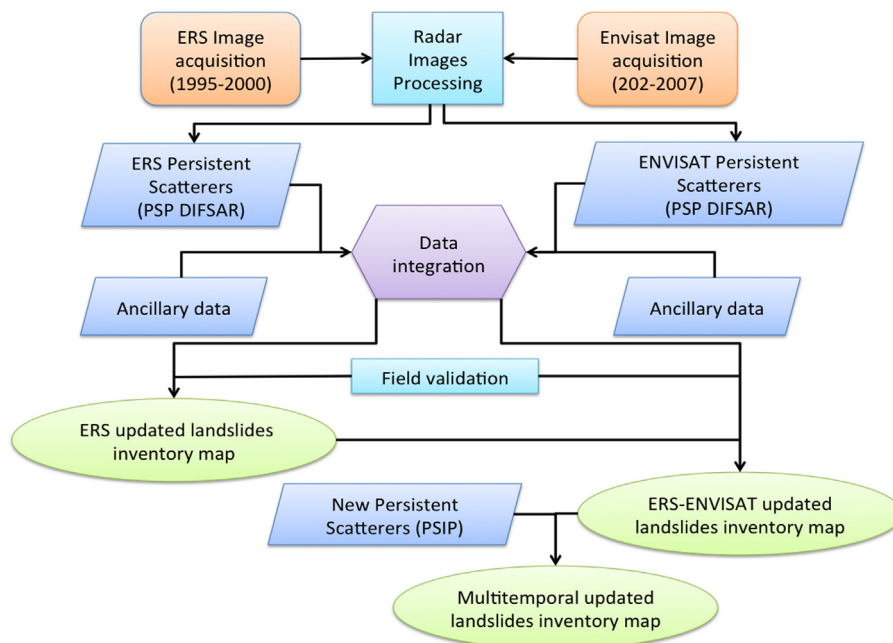 ERS Image
acquisition
(1995-2000)
Radar
Images
Processing
Envisat Image
acquisition
(202-2007)
ERS Persistent
Scatterers
(PSP DIFSAR)
ENVISAT Persistent
Scatterers
(PSP DIFSAR)
Data
integration
Ancillary data
Ancillary data
Field validation
ERS updated landslides
inventory map
New Persistent
Scatterers (PSIP)
ERS-ENVISAT updated
landslides inventory map
Multitemporal updated
landslides inventory map